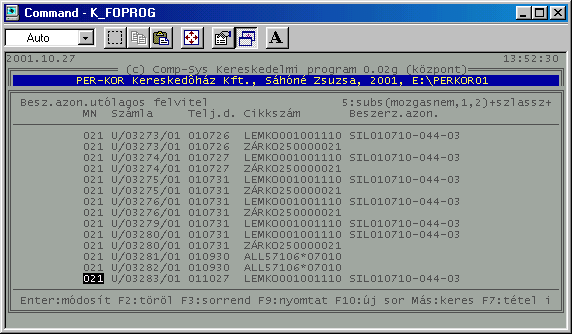 Command - K_FOPROG
Auto
A
2001.10.27 13:52:30
(c) Comp-Sys Kereskedelmi program 0.02g (központ)
PER-KOR Kereskedôház Kft., Sáhóné Zsuzsa, 2001, E:\PERKOR01
Besz.azon.utólagos felvitel 5:subs(mozgasnem,1,2)+szlassz+
MN Számla Telj.d. Cikkszám Beszerz.azon.
021 U/03273/01 010726 LEMKO001001110 SIL010710-044-03
021 U/03273/01 010726 ZÁRKO250000021
021 U/03274/01 010727 LEMKO001001110 SIL010710-044-03
021 U/03274/01 010727 ZÁRKO250000021
021 U/03275/01 010731 LEMKO001001110 SIL010710-044-03
021 U/03275/01 010731 ZÁRKO250000021
021 U/03276/01 010726 LEMKO001001110 SIL010710-044-03
021 U/03276/01 010726 ZÁRKO250000021
021 U/03279/01 010731 LEMKO001001110 SIL010710-044-03
021 U/03280/01 010731 LEMKO001001110 SIL010710-044-03
021 U/03280/01 010731 ZÁRKO250000021
021 U/03281/01 010930 ALL57106*07010
021 U/03282/01 010930 ALL57106*07010
021 U/03283/01 011027 LEMKO001001110 SIL010710-044-03
Enter:módosít F2:töröl F3:sorrend F9:nyomtat F10:új sor Más:keres F7:tétel i